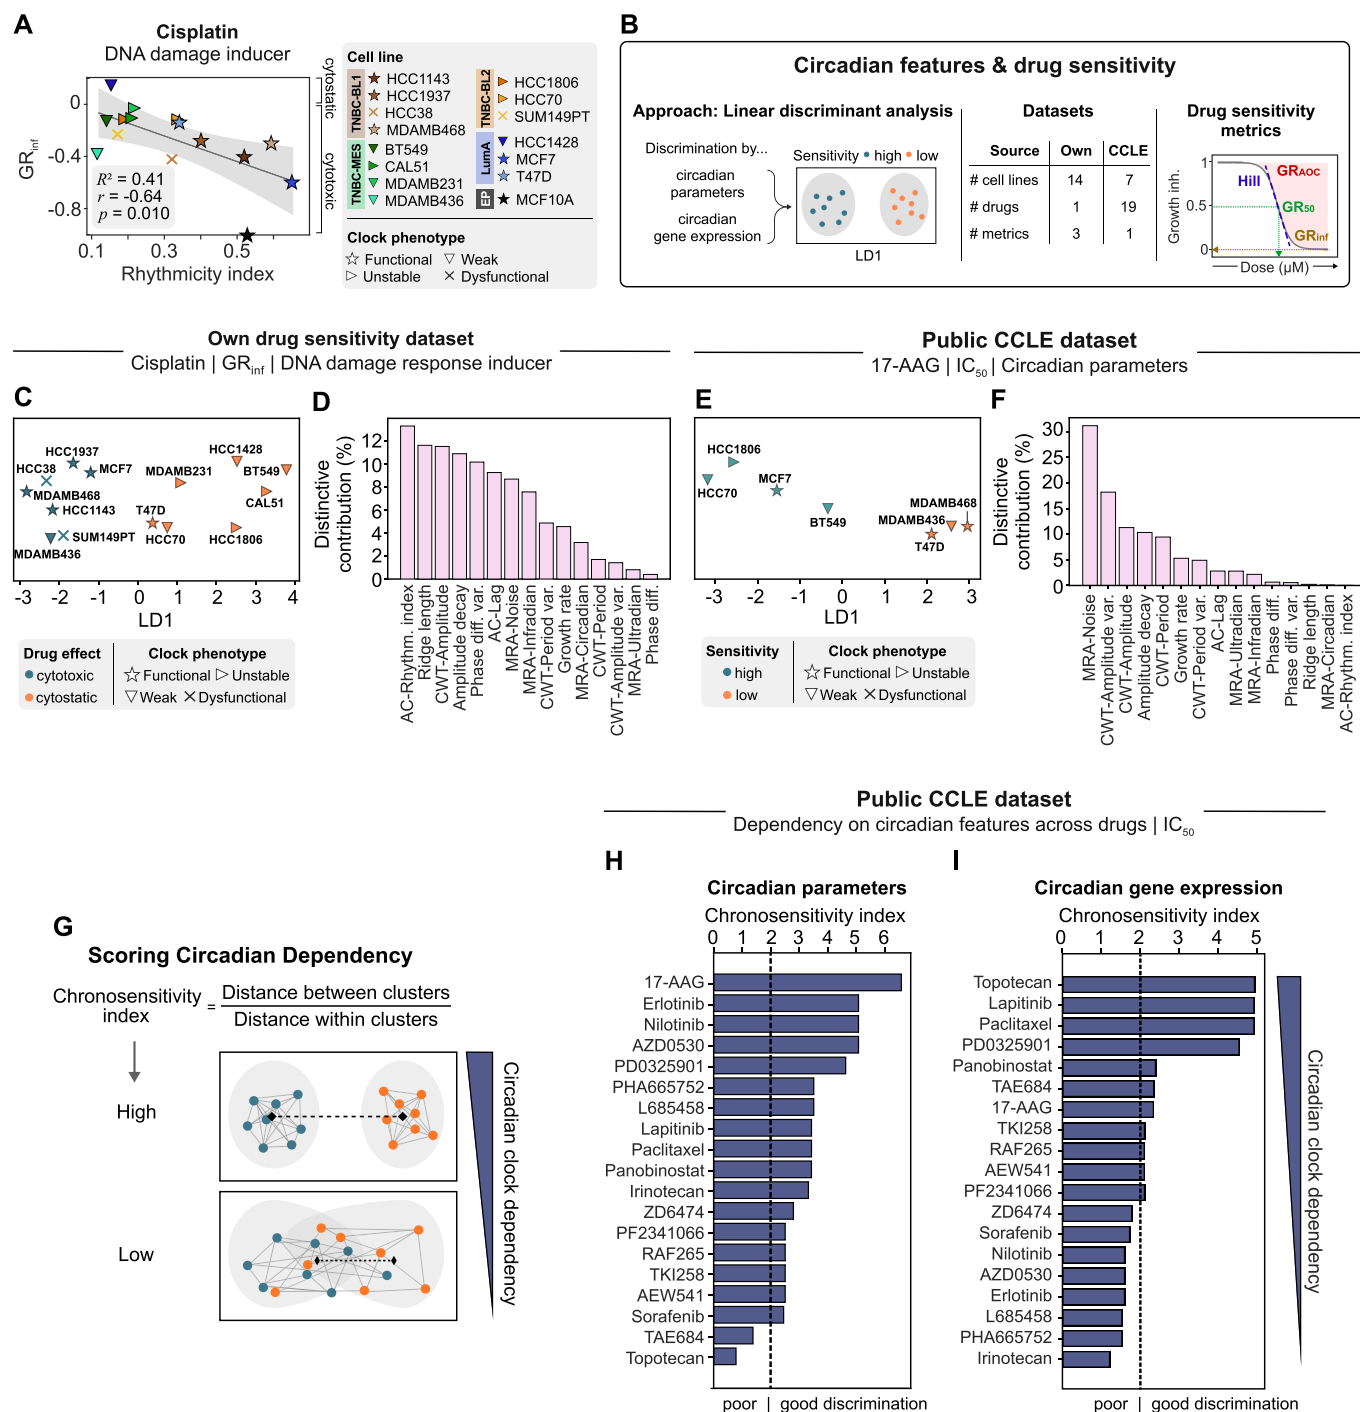 A
Cisplatin
DNA damage inducer
GRinf
0
-0.4
-0.8
R² = 0.41
r = -0.64
p = 0.010
0.1
0.3
0.5
Rhythmicity index
cytostatic
cytotoxic
Cell line
TNBC-BL1
HCC1143
HCC1937
HCC38
MDAMB468
TNBC-MES
BT549
CAL51
MDAMB231
MDAMB436
TNBC-BL2
HCC1806
HCC70
SUM149PT
LumA
HCC1428
MCF7
T47D
EP
MCF10A
Clock phenotype
Functional
Weak
Unstable
Dysfunctional
B
Circadian features & drug sensitivity
Approach: Linear discriminant analysis
Discrimination by...
circadian
parameters
circadian
gene expression
Sensitivity high low
LD1
Datasets
Source Own CCLE
# cell lines 14 7
# drugs 1 19
# metrics 3 1
Drug sensitivity
metrics
Growth inh.
1
0.5
0
Hill
GRAOC
GR50
GRinf
Dose (µM)
Own drug sensitivity dataset
Cisplatin | GRinf | DNA damage response inducer
Public CCLE dataset
17-AAG | IC50 | Circadian parameters
C
HCC1937
HCC38
MCF7
MDAMB468
HCC1143
SUM149PT
MDAMB436
HCC1428
MDAMB231
BT549
CAL51
T47D
HCC70
HCC1806
-3 -2 -1 0 1 2 3 4
LD1
Drug effect
cytotoxic
cytostatic
Clock phenotype
Functional
Unstable
Weak
Dysfunctional
D
Distinctive
contribution (%)
12
10
8
6
4
2
0
AC-Rhythm. index
Ridge length
CWT-Amplitude
Amplitude decay
Phase diff. var.
AC-Lag
MRA-Noise
MRA-Infradian
CWT-Period var.
Growth rate
MRA-Circadian
CWT-Period
CWT-Amplitude var.
MRA-Ultradian
Phase diff.
E
HCC1806
HCC70
MCF7
BT549
MDAMB468
MDAMB436
T47D
-3 -2 -1 0 1 2 3
LD1
Sensitivity
high
low
Clock phenotype
Functional
Unstable
Weak
Dysfunctional
F
Distinctive
contribution (%)
30
25
20
15
10
5
0
MRA-Noise
CWT-Amplitude var.
CWT-Amplitude
Amplitude decay
CWT-Period
Growth rate
CWT-Period var.
AC-Lag
MRA-Ultradian
MRA-Infradian
Phase diff.
Phase diff. var.
Ridge length
MRA-Circadian
AC-Rhythm. index
Public CCLE dataset
Dependency on circadian features across drugs | IC50
G
Scoring Circadian Dependency
Chronosensitivity
index
=
Distance between clusters
Distance within clusters
High
Low
Circadian clock dependency
H
Circadian parameters
Chronosensitivity index
0 1 2 3 4 5 6
17-AAG
Erlotinib
Nilotinib
AZD0530
PD0325901
PHA665752
L685458
Lapitinib
Paclitaxel
Panobinostat
Irinotecan
ZD6474
PF2341066
RAF265
TKI258
AEW541
Sorafenib
TAE684
Topotecan
poor | good discrimination
I
Circadian gene expression
Chronosensitivity index
0 1 2 3 4 5
Topotecan
Lapitinib
Paclitaxel
PD0325901
Panobinostat
TAE684
17-AAG
TKI258
RAF265
AEW541
PF2341066
ZD6474
Sorafenib
Nilotinib
AZD0530
Erlotinib
L685458
PHA665752
Irinotecan
poor | good discrimination
Circadian clock dependency